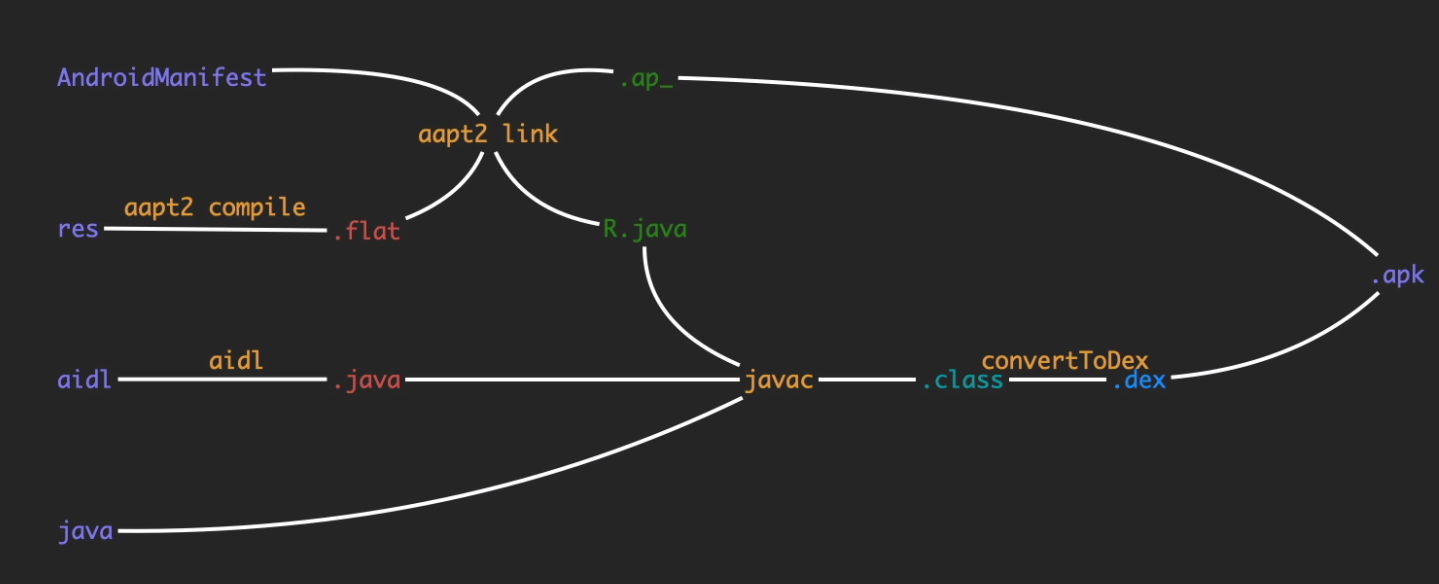 AndroidManifest
.ap_
aapt2 link
aapt2 compile
res
.flat
R.java
.apk
aidl
convertToDex
aidl
.java
javac
.class
.dex
java